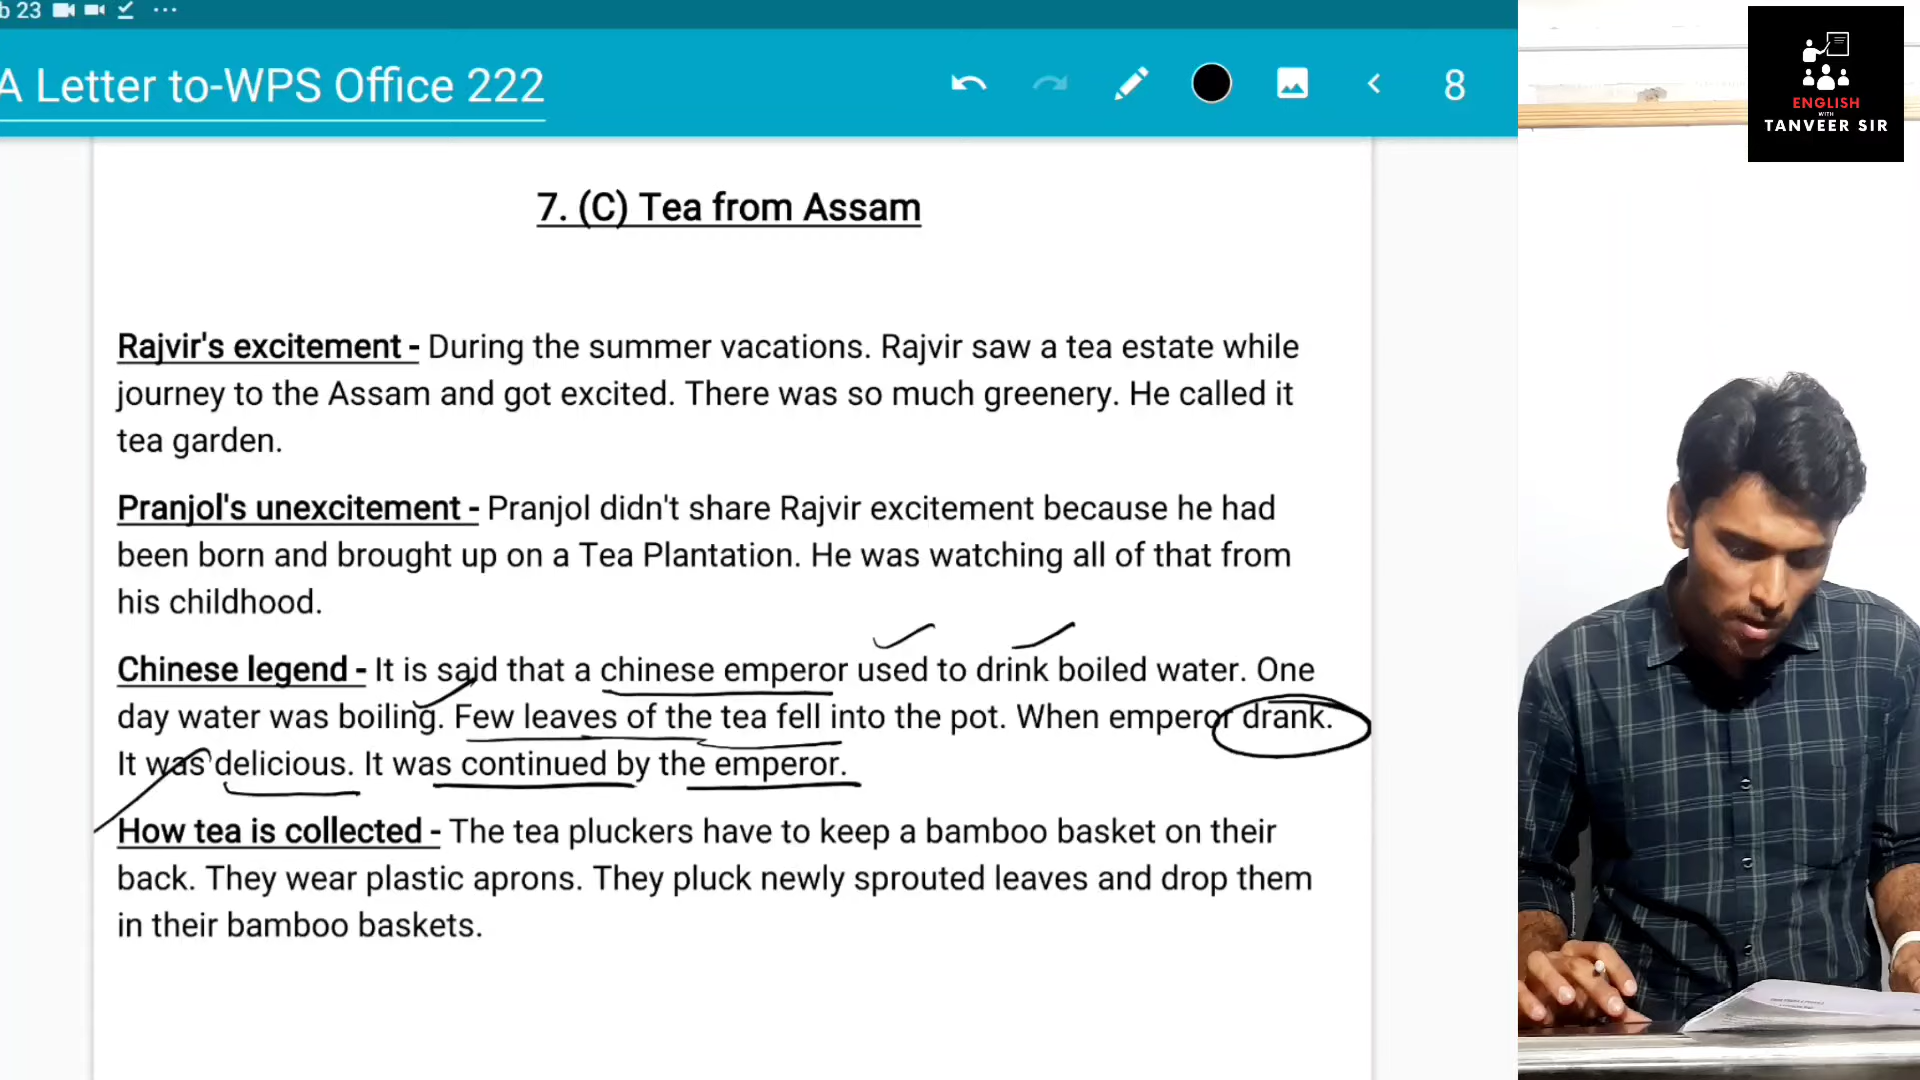 b 23
A Letter to-WPS Office 222
8
ENGLISH
WITH
TANVEER SIR
7. (C) Tea from Assam
Rajvir's excitement - During the summer vacations. Rajvir saw a tea estate while
journey to the Assam and got excited. There was so much greenery. He called it
tea garden.
Pranjol's unexcitement - Pranjol didn't share Rajvir excitement because he had
been born and brought up on a Tea Plantation. He was watching all of that from
his childhood.
Chinese legend - It is said that a chinese emperor used to drink boiled water. One
day water was boiling. Few leaves of the tea fell into the pot. When emperor drank.
It was delicious. It was continued by the emperor.
How tea is collected - The tea pluckers have to keep a bamboo basket on their
back. They wear plastic aprons. They pluck newly sprouted leaves and drop them
in their bamboo baskets.